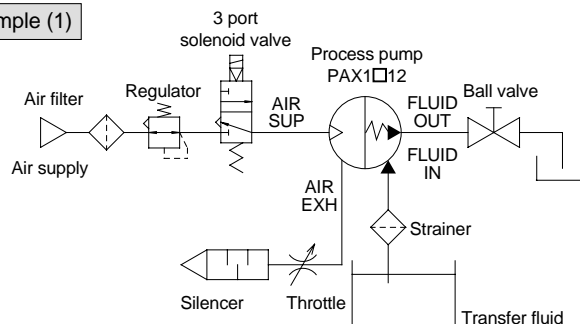 mple (1)
3 port
solenoid valve
Process pump
PAX1□12
Air filter
Regulator
AIR
SUP
FLUID
OUT
Ball valve
Air supply
FLUID
IN
AIR
EXH
Strainer
Silencer
Throttle
Transfer fluid